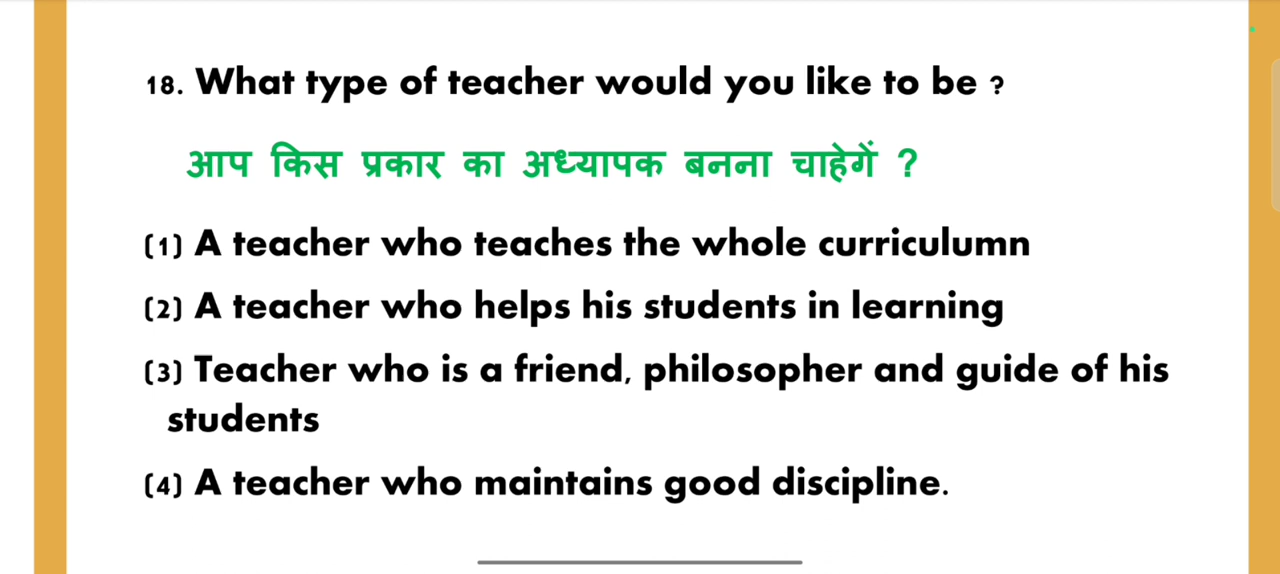 18. What type of teacher would you like to be ?
आप किस प्रकार का अध्यापक बनना चाहेगें ?
(1) A teacher who teaches the whole curriculumn
(2) A teacher who helps his students in learning
(3) Teacher who is a friend, philosopher and guide of his
students
(4) A teacher who maintains good discipline.